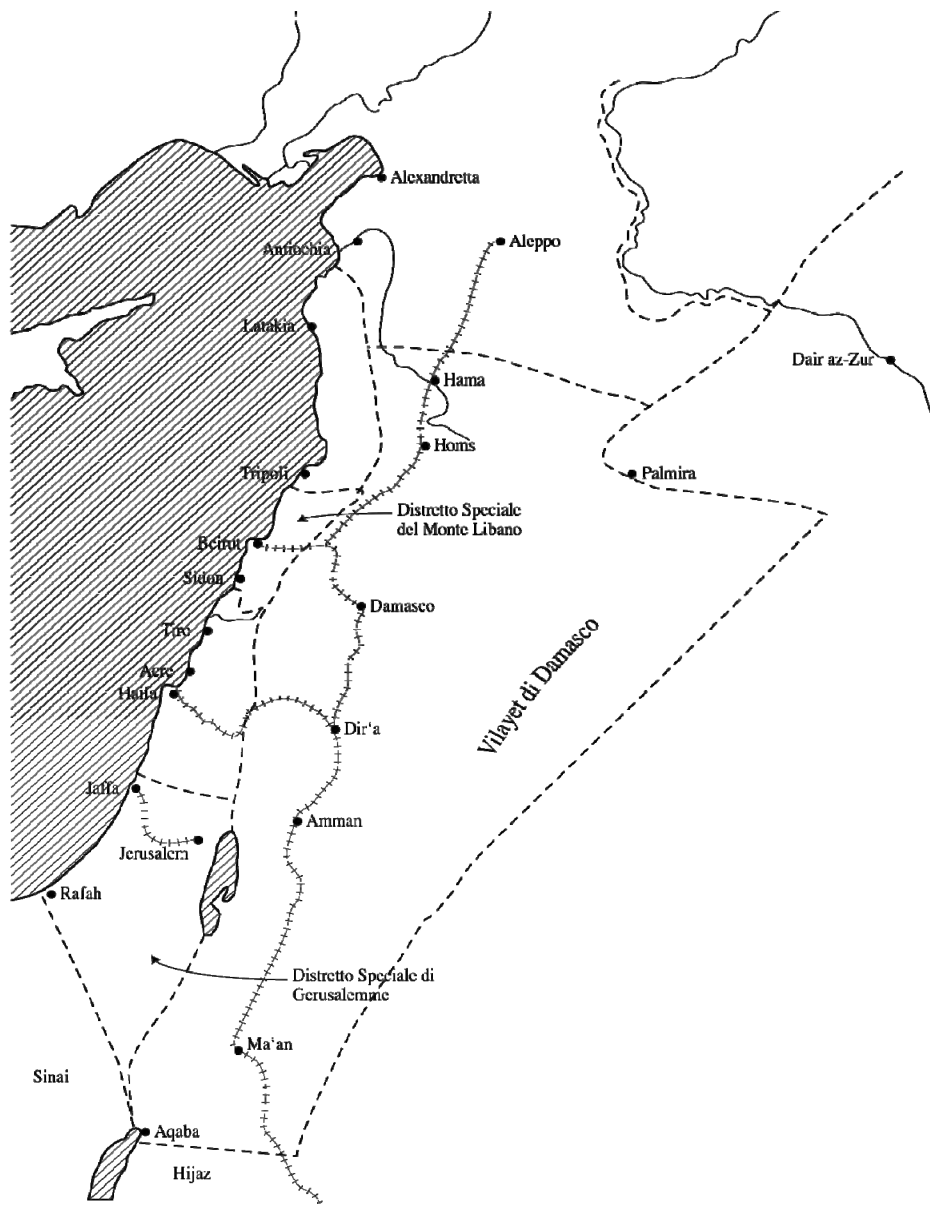 Alexandretta
Antiochia
Aleppo
Latakia
Dair az-Zur
Hama
Homs
Tripoli
Palmira
Distretto Speciale
del Monte Libano
Beirut
Sidon
Damasco
Tiro
Vilayet di Damasco
Acre
Haifa
Dir‘a
Jaffa
Amman
Jerusalem
Rafah
Distretto Speciale di
Gerusalemme
Ma‘an
Sinai
Aqaba
Hijaz